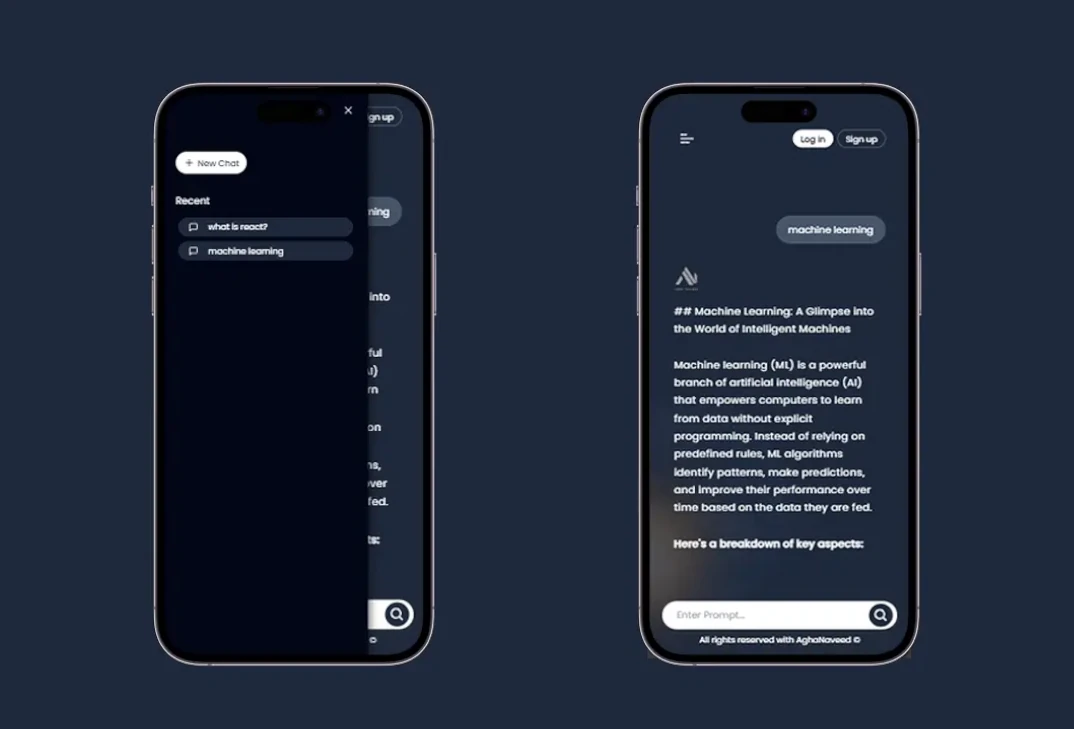 gn up
+ New Chat
Recent
ning
what is react?
machine learning
into
ful
AI)
rn
on
ns,
over
fed.
ts:
©
Log in
Sign up
machine learning
## Machine Learning: A Glimpse into
the World of Intelligent Machines
Machine learning (ML) is a powerful
branch of artificial intelligence (AI)
that empowers computers to learn
from data without explicit
programming. Instead of relying on
predefined rules, ML algorithms
identify patterns, make predictions,
and improve their performance over
time based on the data they are fed.
Here's a breakdown of key aspects:
Enter Prompt...
All rights reserved with AghaNaveed ©